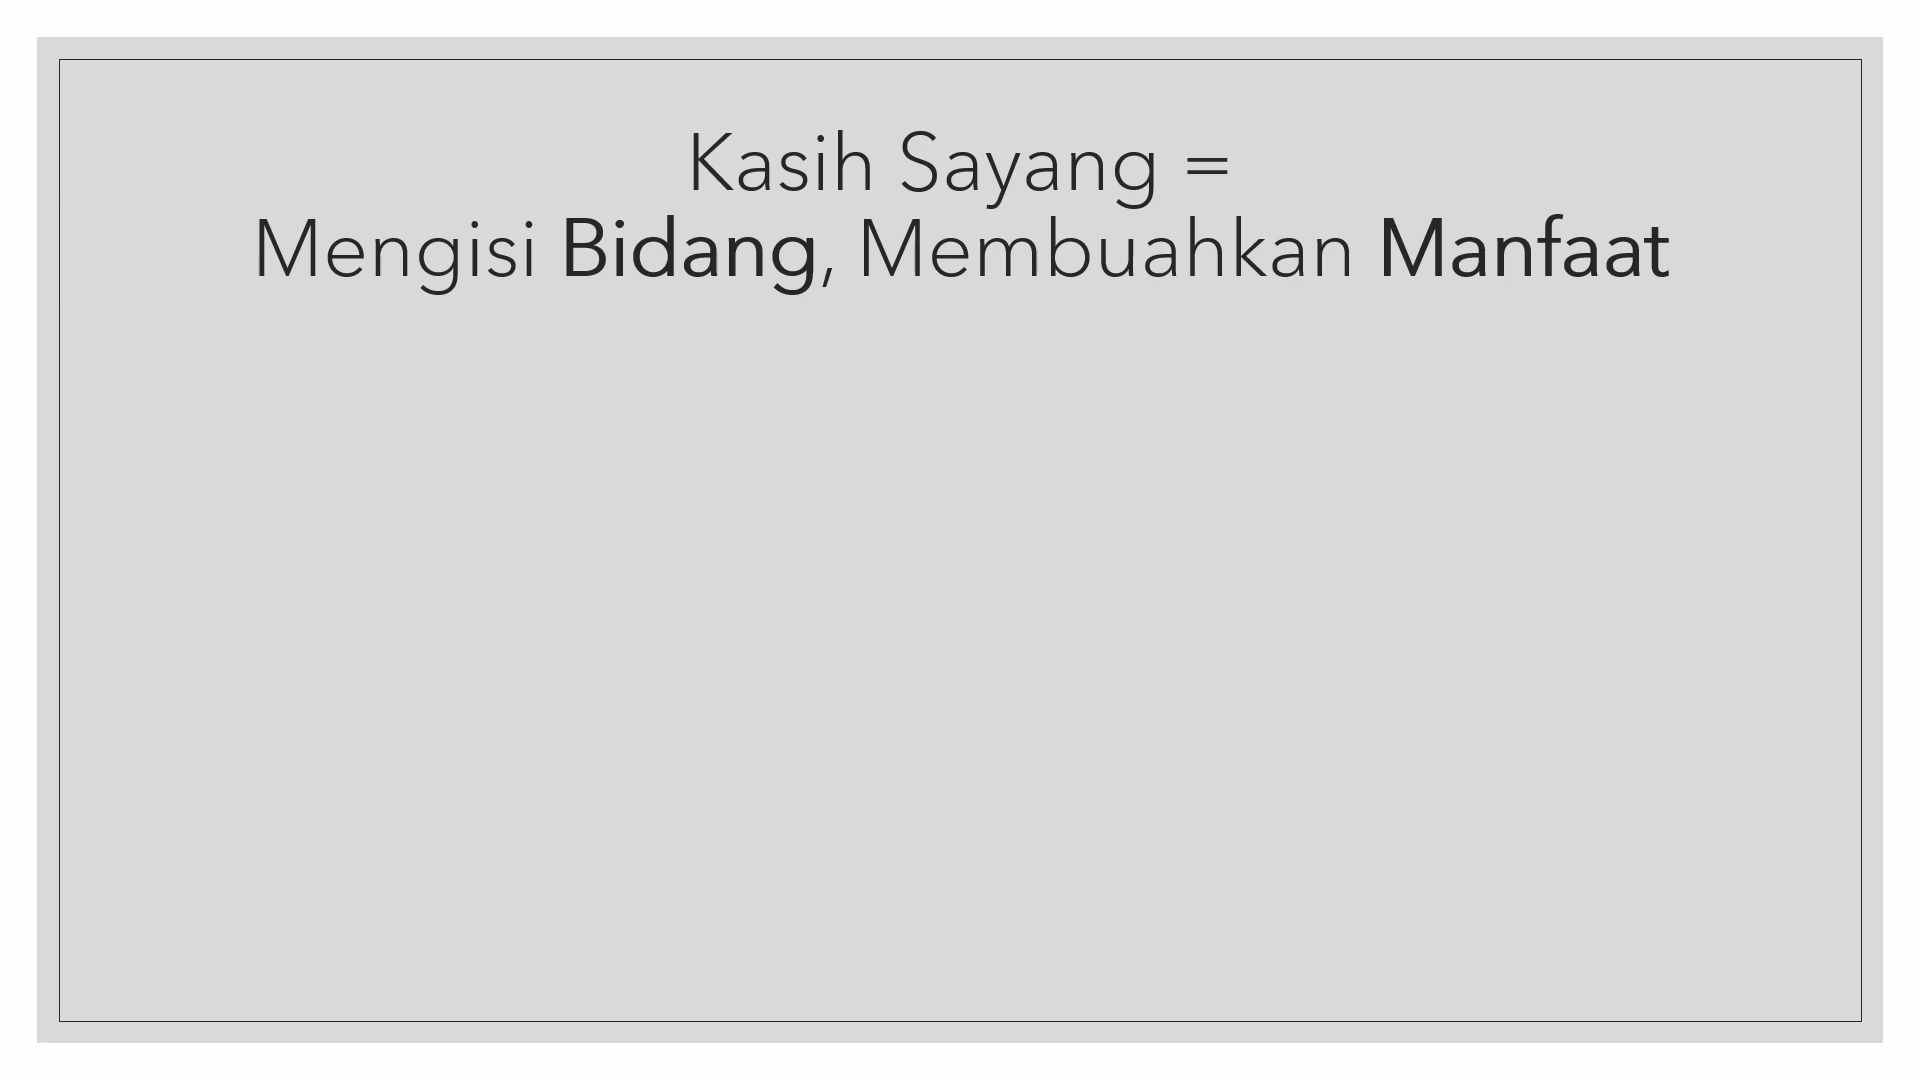 Kasih Sayang =
Mengisi Bidang, Membuahkan Manfaat